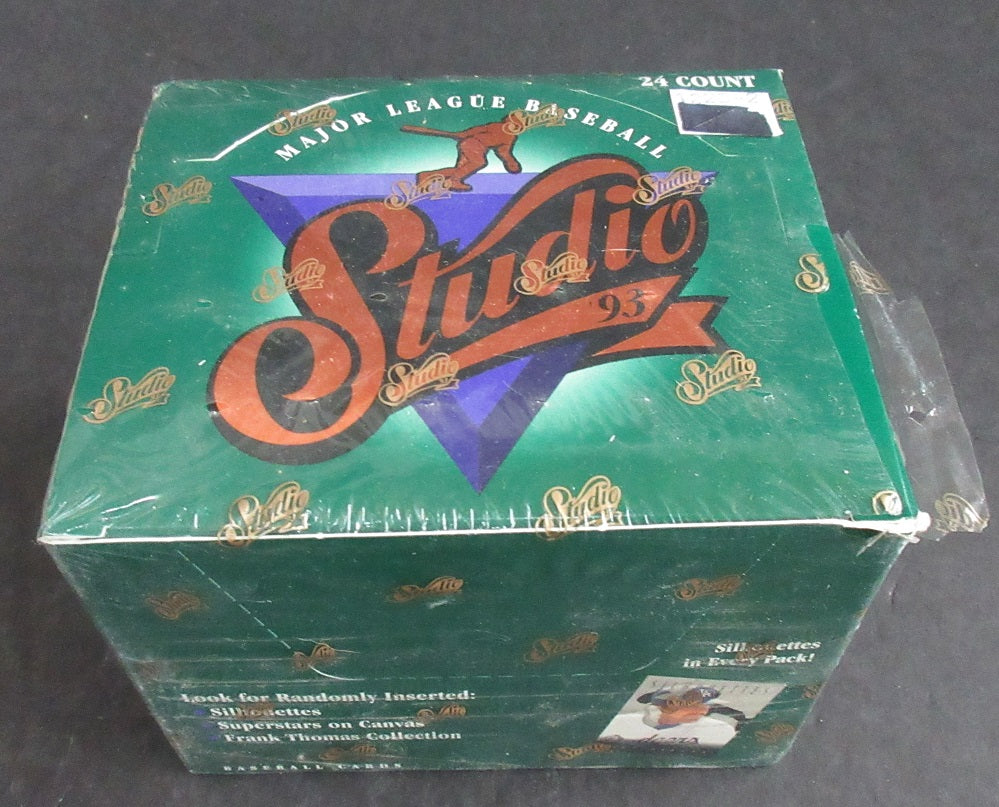 24 COUNT
MAJOR LEAGUE BASEBALL
Studio
'93
Silhouettes
in Every Pack!
Look for Randomly Inserted:
Silhouettes
Superstars on Canvas
Frank Thomas Collection
BASEBALL CARDS
SILHOUETTES